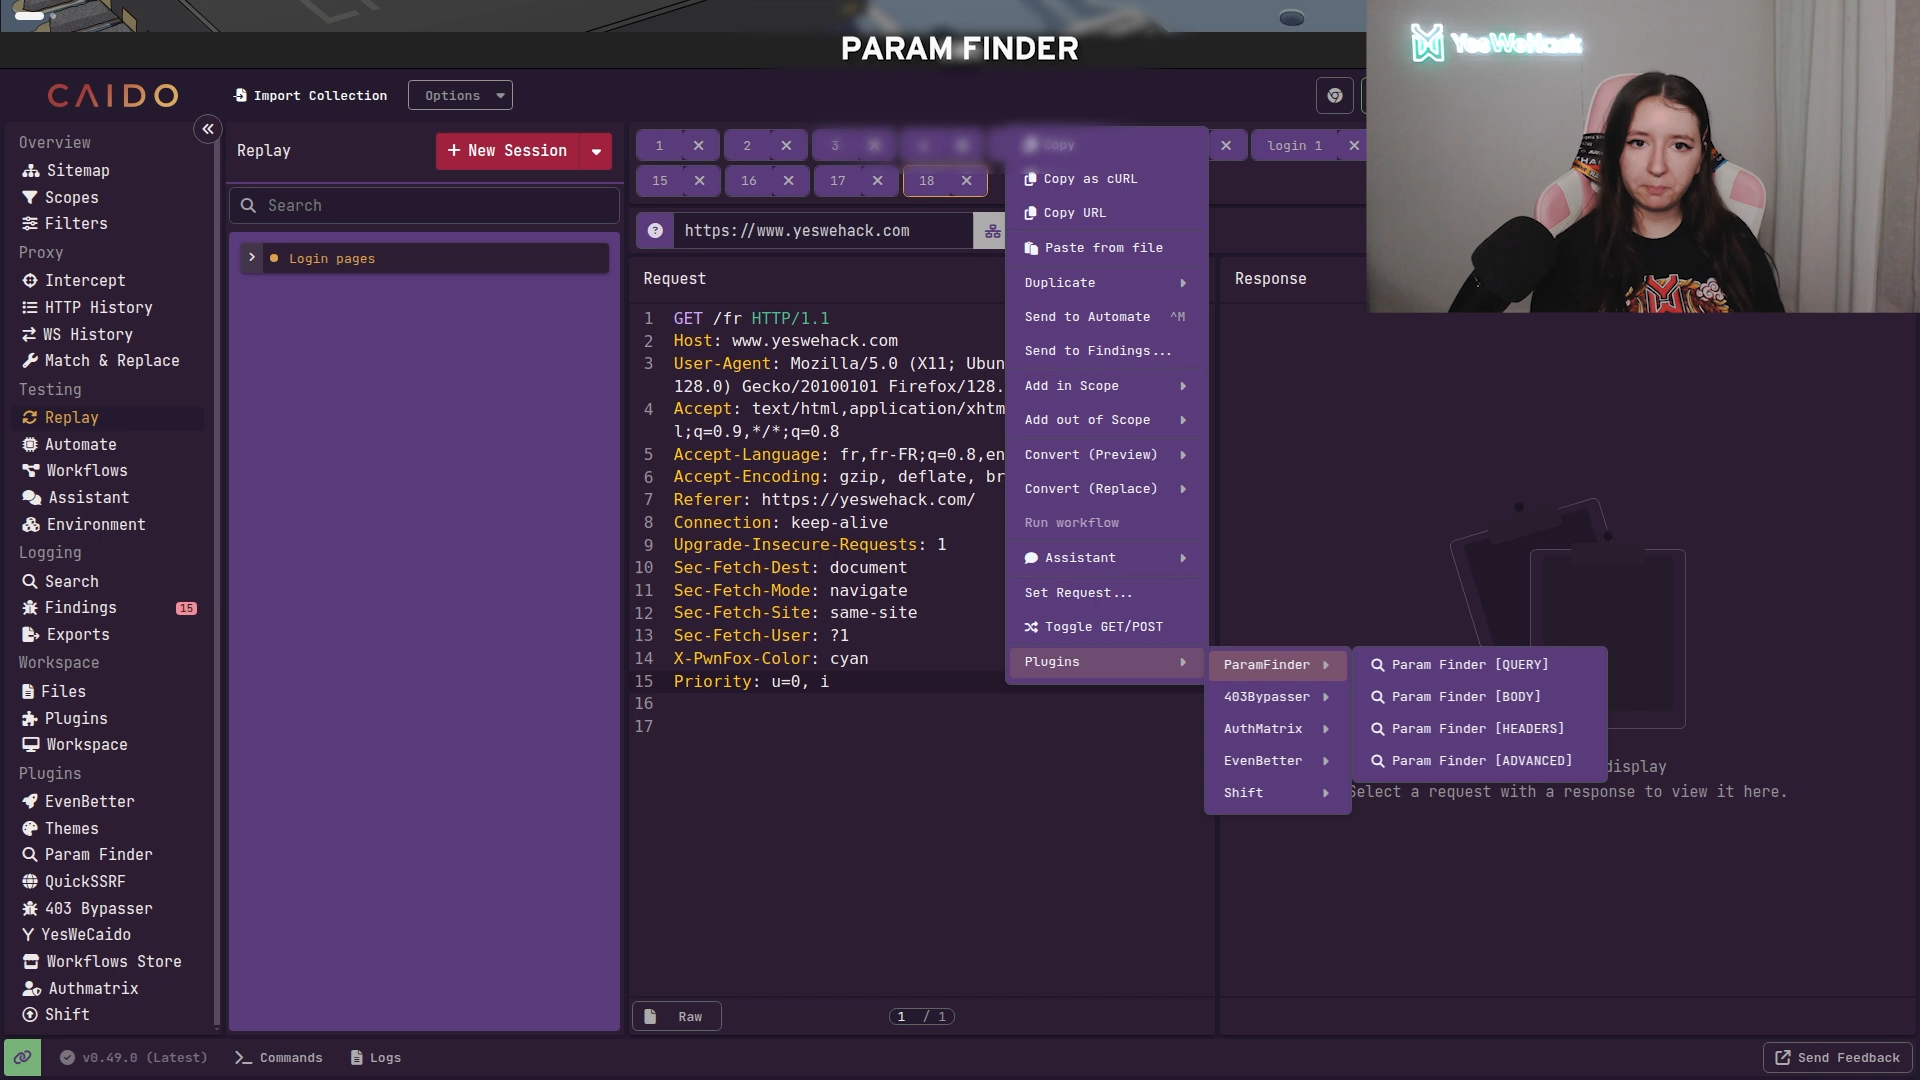 PARAM FINDER
YesWeHack
CAIDO
Import Collection
Options
Overview
Sitemap
Scopes
Filters
Proxy
Intercept
HTTP History
WS History
Match & Replace
Testing
Replay
Automate
Workflows
Assistant
Environment
Logging
Search
Findings 15
Exports
Workspace
Files
Plugins
Workspace
Plugins
EvenBetter
Themes
Param Finder
QuickSSRF
403 Bypasser
YesWeCaido
Workflows Store
Authmatrix
Shift
Replay
+ New Session
Search
Login pages
1 2 3 login 1
15 16 17 18
https://www.yeswehack.com
Request
1 GET /fr HTTP/1.1
2 Host: www.yeswehack.com
3 User-Agent: Mozilla/5.0 (X11; Ubun
128.0) Gecko/20100101 Firefox/128.
4 Accept: text/html,application/xhtm
l;q=0.9,*/*;q=0.8
5 Accept-Language: fr,fr-FR;q=0.8,en
6 Accept-Encoding: gzip, deflate, br
7 Referer: https://yeswehack.com/
8 Connection: keep-alive
9 Upgrade-Insecure-Requests: 1
10 Sec-Fetch-Dest: document
11 Sec-Fetch-Mode: navigate
12 Sec-Fetch-Site: same-site
13 Sec-Fetch-User: ?1
14 X-PwnFox-Color: cyan
15 Priority: u=0, i
16
17
Copy
Copy as cURL
Copy URL
Paste from file
Duplicate
Send to Automate ^M
Send to Findings...
Add in Scope
Add out of Scope
Convert (Preview)
Convert (Replace)
Run workflow
Assistant
Set Request...
Toggle GET/POST
Plugins
ParamFinder
403Bypasser
AuthMatrix
EvenBetter
Shift
Param Finder [QUERY]
Param Finder [BODY]
Param Finder [HEADERS]
Param Finder [ADVANCED]
Response
display
Select a request with a response to view it here.
Raw
1 / 1
v0.49.0 (Latest)
Commands
Logs
Send Feedback